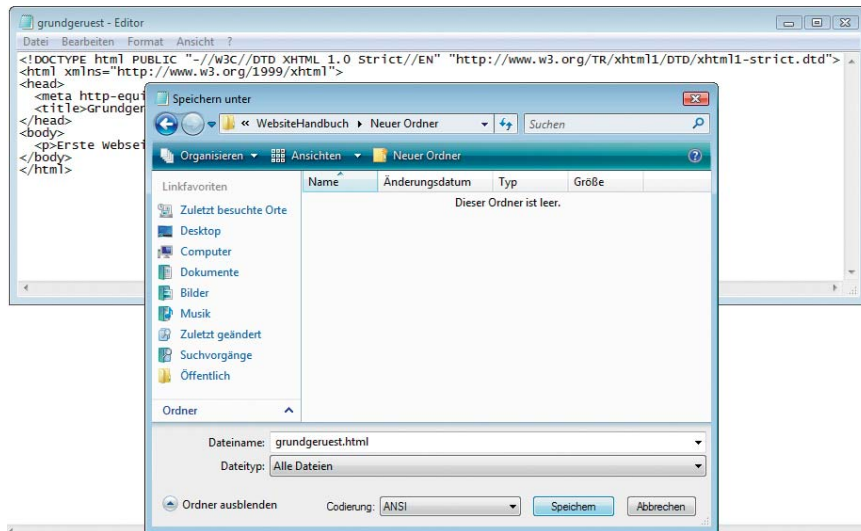 grundgeruest - Editor
Datei Bearbeiten Format Ansicht ?
<!DOCTYPE html PUBLIC "-//W3C//DTD XHTML 1.0 Strict//EN" "http://www.w3.org/TR/xhtml1/DTD/xhtml1-strict.dtd">
<html xmlns="http://www.w3.org/1999/xhtml">
<head>
<meta http-equi
<title>Grundger
</head>
<body>
<p>Erste Websei
</body>
</html>
Speichern unter
« WebsiteHandbuch Neuer Ordner Suchen
Organisieren Ansichten Neuer Ordner ?
Linkfavoriten Name Änderungsdatum Typ Größe
Dieser Ordner ist leer.
Zuletzt besuchte Orte
Desktop
Computer
Dokumente
Bilder
Musik
Zuletzt geändert
Suchvorgänge
Öffentlich
Ordner
Dateiname: grundgeruest.html
Dateityp: Alle Dateien
Ordner ausblenden Codierung: ANSI Speichern Abbrechen